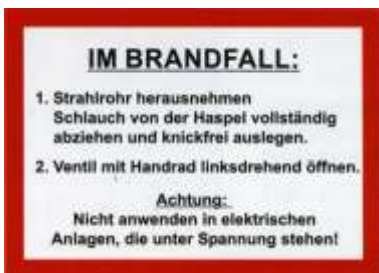 IM BRANDFALL:
1. Strahlrohr herausnehmen
Schlauch von der Haspel vollständig
abziehen und knickfrei auslegen.
2. Ventil mit Handrad linksdrehend öffnen.
Achtung:
Nicht anwenden in elektrischen
Anlagen, die unter Spannung stehen!